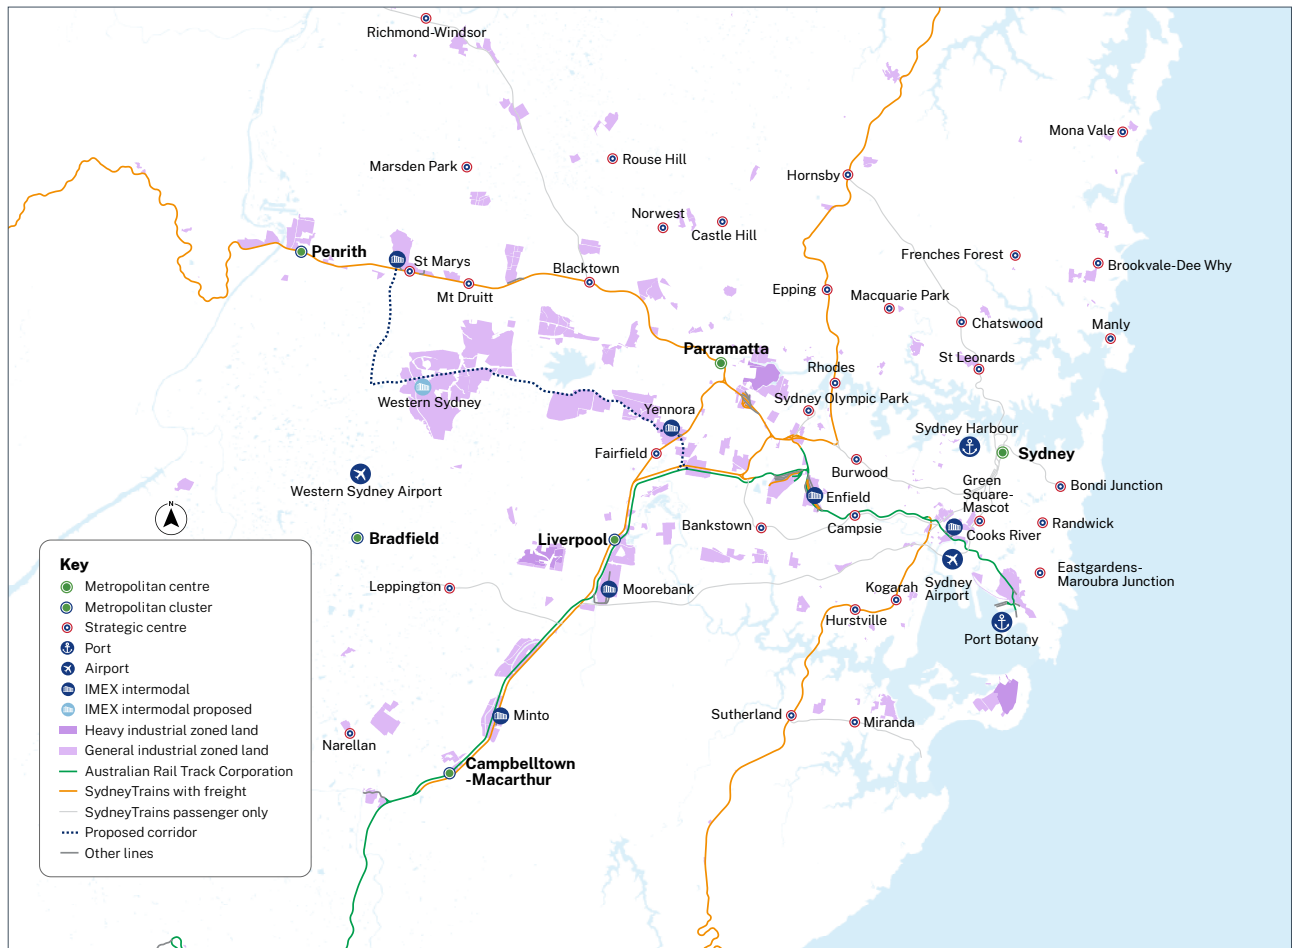 Richmond-Windsor
Mona Vale
Rouse Hill
Marsden Park
Hornsby
Norwest
Castle Hill
Penrith
St Marys
Frenches Forest
Brookvale-Dee Why
Blacktown
Mt Druitt
Epping
Macquarie Park
Chatswood
Manly
Parramatta
St Leonards
Rhodes
Western Sydney
Sydney Olympic Park
Yennora
Sydney Harbour
Fairfield
Sydney
Burwood
Western Sydney Airport
Green
Square-
Mascot
Bondi Junction
Enfield
N
Bankstown
Campsie
Randwick
Cooks River
Bradfield
Liverpool
Leppington
Moorebank
Kogarah
Sydney
Airport
Eastgardens-
Maroubra Junction
Hurstville
Port Botany
Sutherland
Miranda
Minto
Narellan
Campbelltown
-Macarthur
Key
Metropolitan centre
Metropolitan cluster
Strategic centre
Port
Airport
IMEX intermodal
IMEX intermodal proposed
Heavy industrial zoned land
General industrial zoned land
Australian Rail Track Corporation
SydneyTrains with freight
SydneyTrains passenger only
Proposed corridor
Other lines